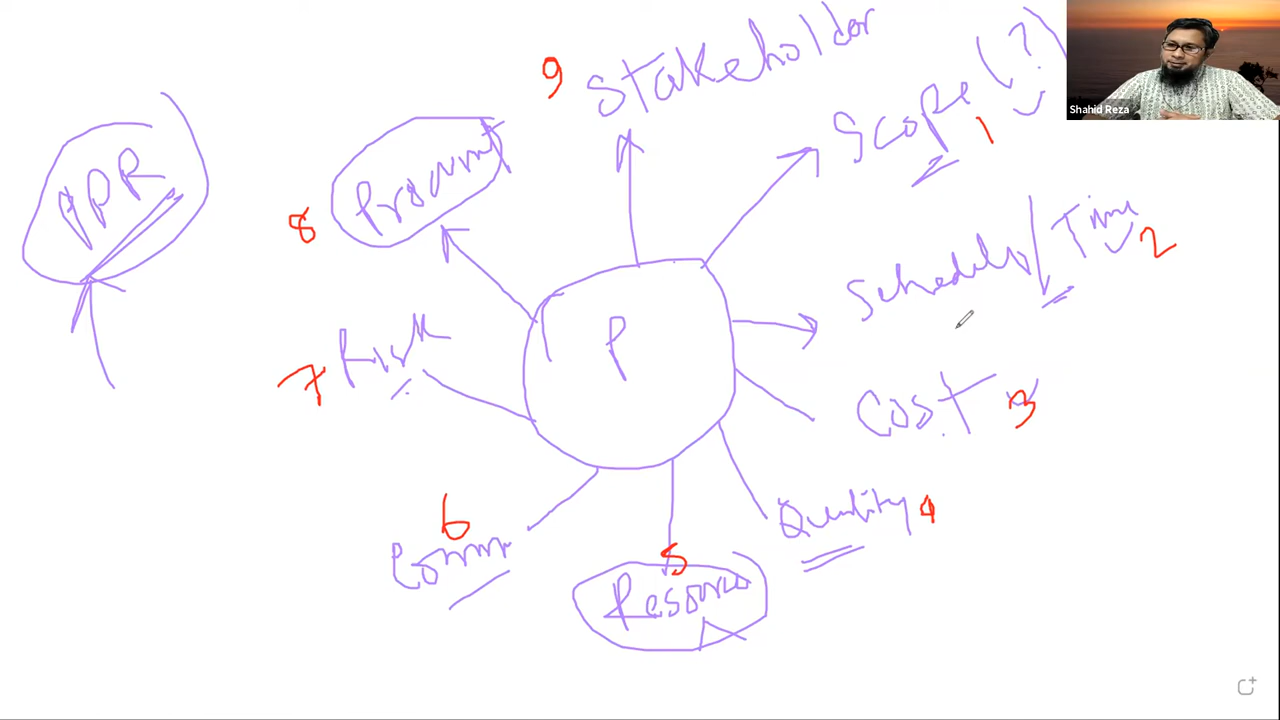 9 Stakeholder
Scope (?)
1
PPR
8 Procurmnt
Schedule/Time 2
P
7 Risk
Cost 3
6
Comm
Quality 4
5
Resource
Shahid Reza